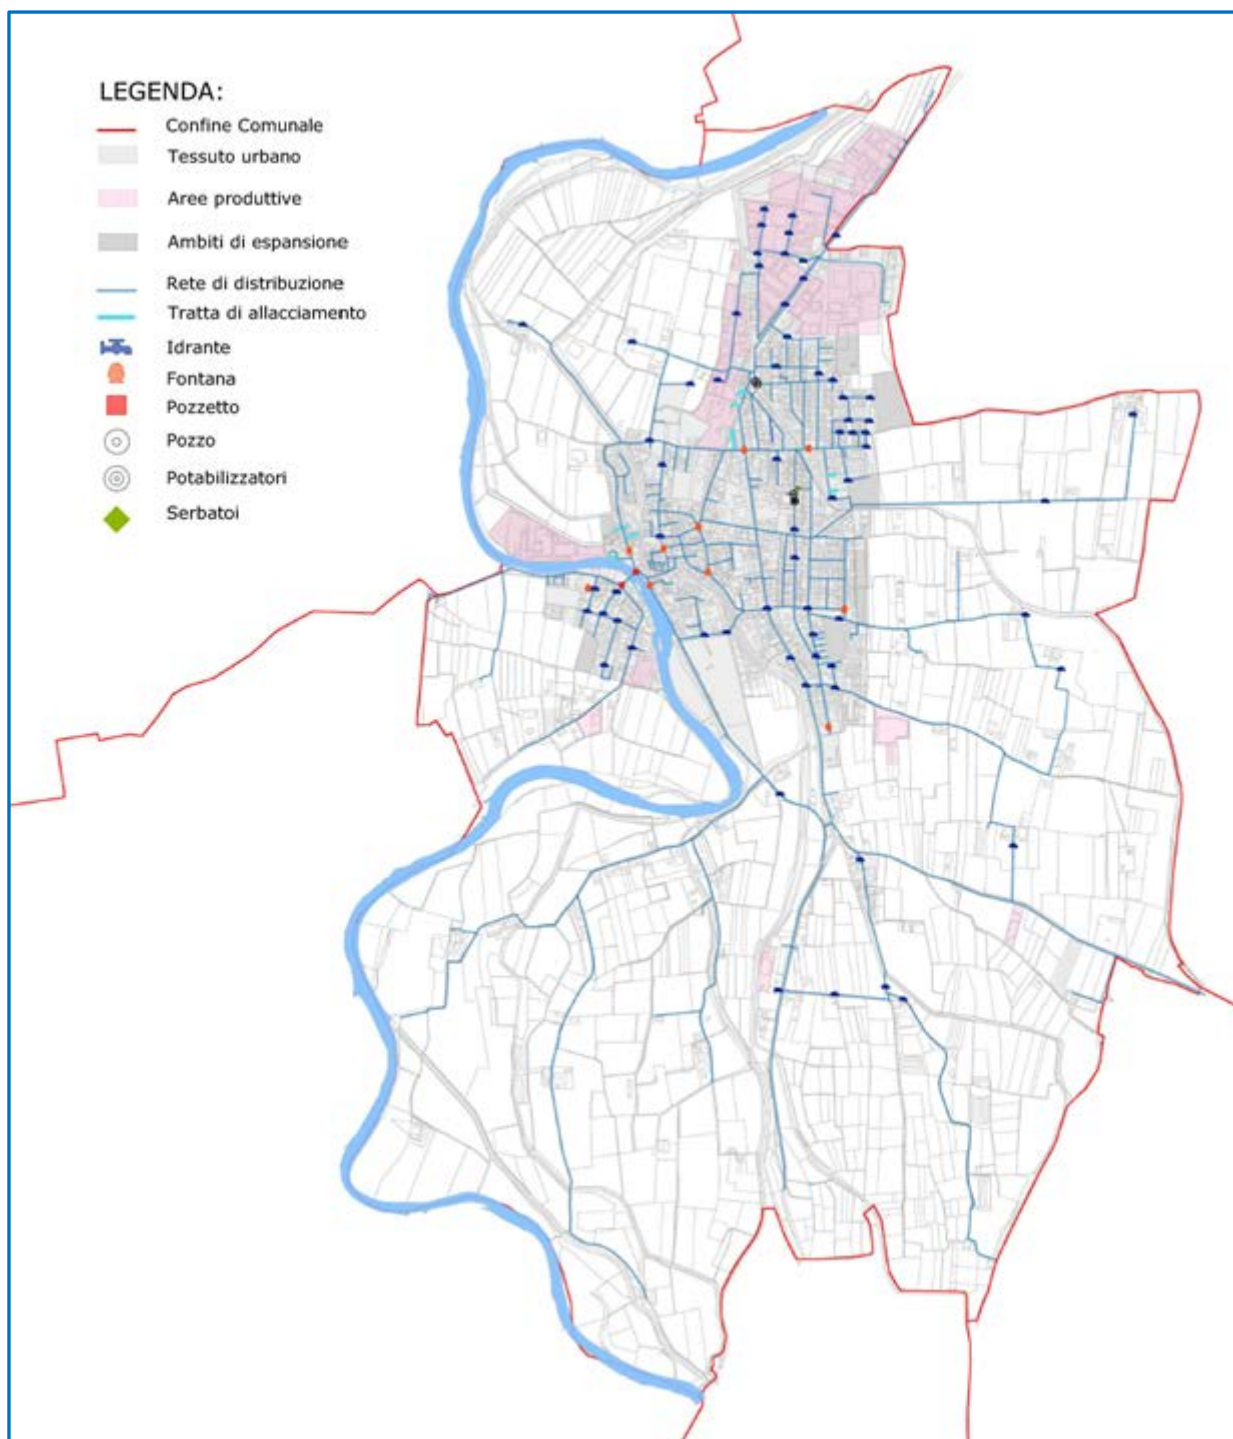 LEGENDA:
Confine Comunale
Tessuto urbano
Aree produttive
Ambiti di espansione
Rete di distribuzione
Tratta di allacciamento
Idrante
Fontana
Pozzetto
Pozzo
Potabilizzatori
Serbatoi